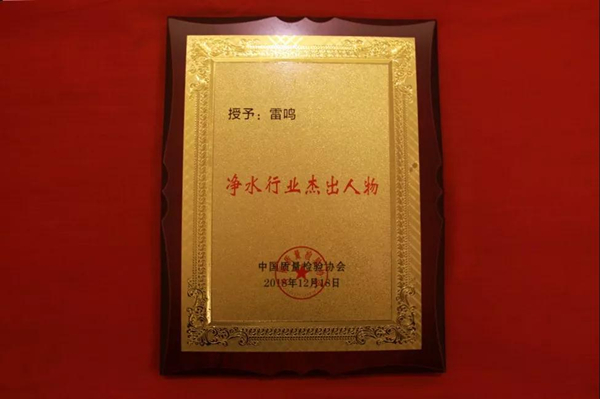 授予：雷鸣
净水行业杰出人物
中国质量检验协会
2018年12月18日